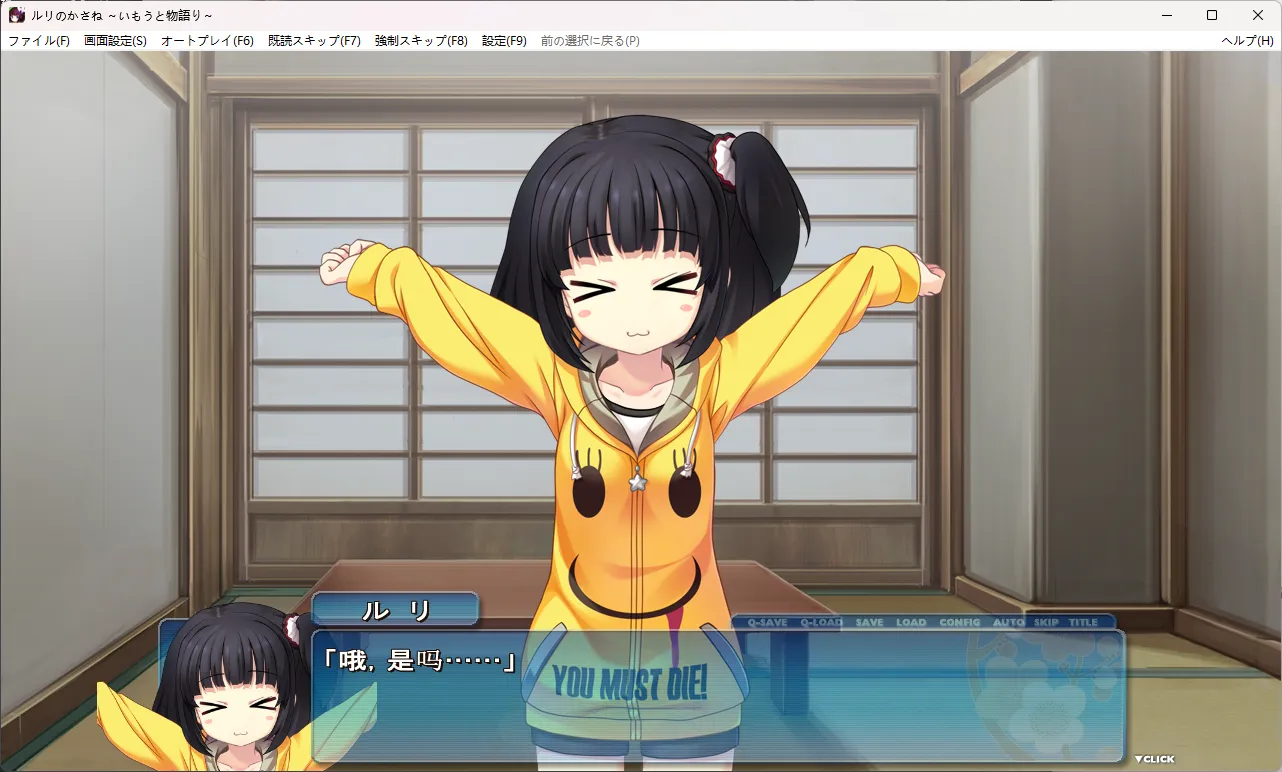 ルリのかさね ~いもうと物語り~
ファイル(F) 画面設定(S) オートプレイ(F6) 既読スキップ(F7) 強制スキップ(F8) 設定(F9) 前の選択に戻る(P) ヘルプ(H)
YOU MUST DIE!
ルリ
Q-SAVE Q-LOAD SAVE LOAD CONFIG AUTO SKIP TITLE
「哦，是吗……」
▼CLICK